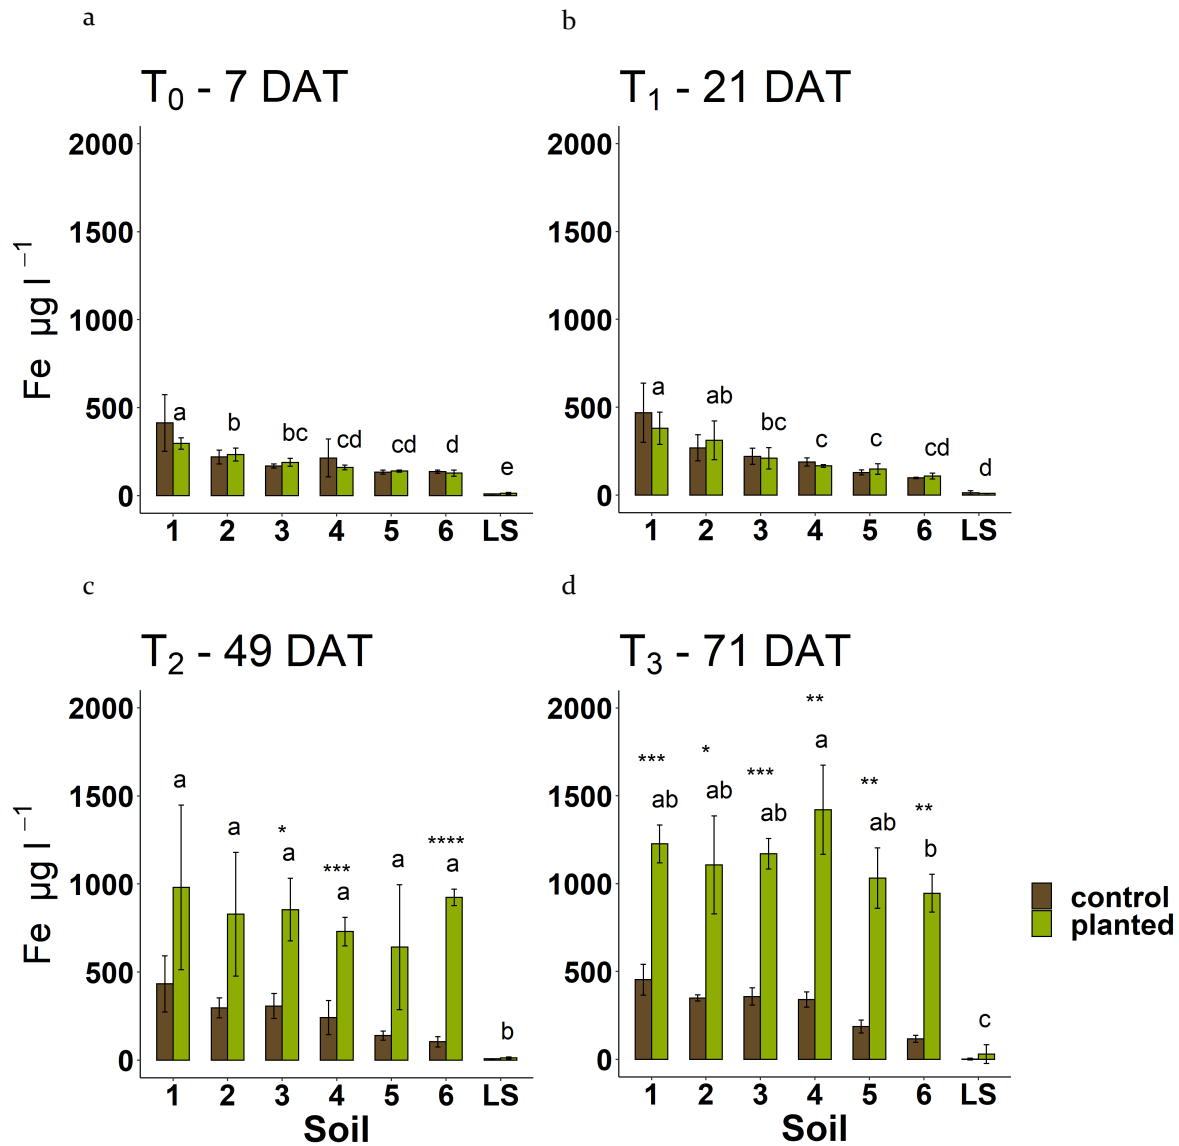 a
T0 - 7 DAT
Fe µg l −1
2000
1500
1000
500
0
a
b
bc
cd
cd
d
e
1 2 3 4 5 6 LS
b
T1 - 21 DAT
2000
1500
1000
500
0
a
ab
bc
c
c
cd
d
1 2 3 4 5 6 LS
c
T2 - 49 DAT
Fe µg l −1
2000
1500
1000
500
0
a
a
*
a
***
a
a
****
a
b
1 2 3 4 5 6 LS
Soil
d
T3 - 71 DAT
2000
1500
1000
500
0
***
ab
*
ab
***
ab
**
a
**
ab
**
b
c
1 2 3 4 5 6 LS
Soil
control
planted